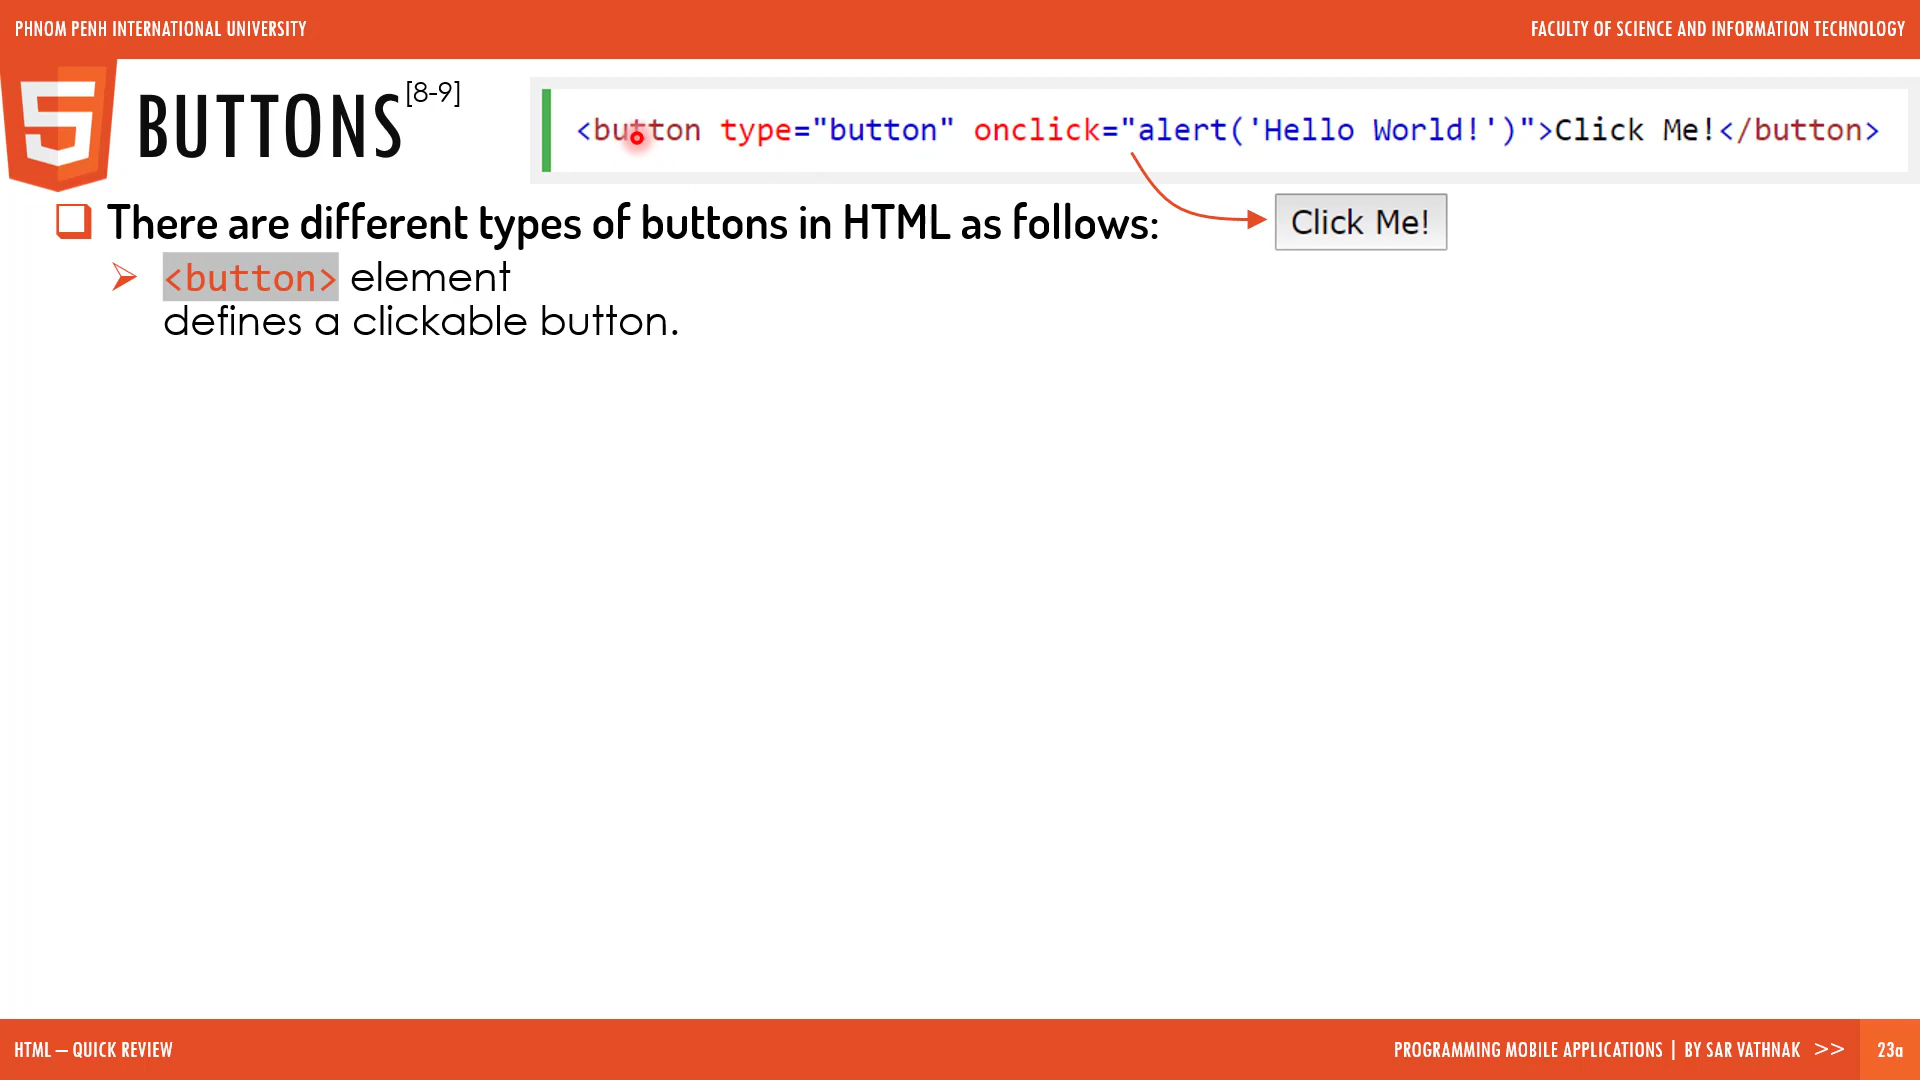 PHNOM PENH INTERNATIONAL UNIVERSITY
FACULTY OF SCIENCE AND INFORMATION TECHNOLOGY
BUTTONS[8-9]
<button type="button" onclick="alert('Hello World!')">Click Me!</button>
There are different types of buttons in HTML as follows:
Click Me!
<button> element
defines a clickable button.
HTML – QUICK REVIEW
PROGRAMMING MOBILE APPLICATIONS | BY SAR VATHNAK >>
23a